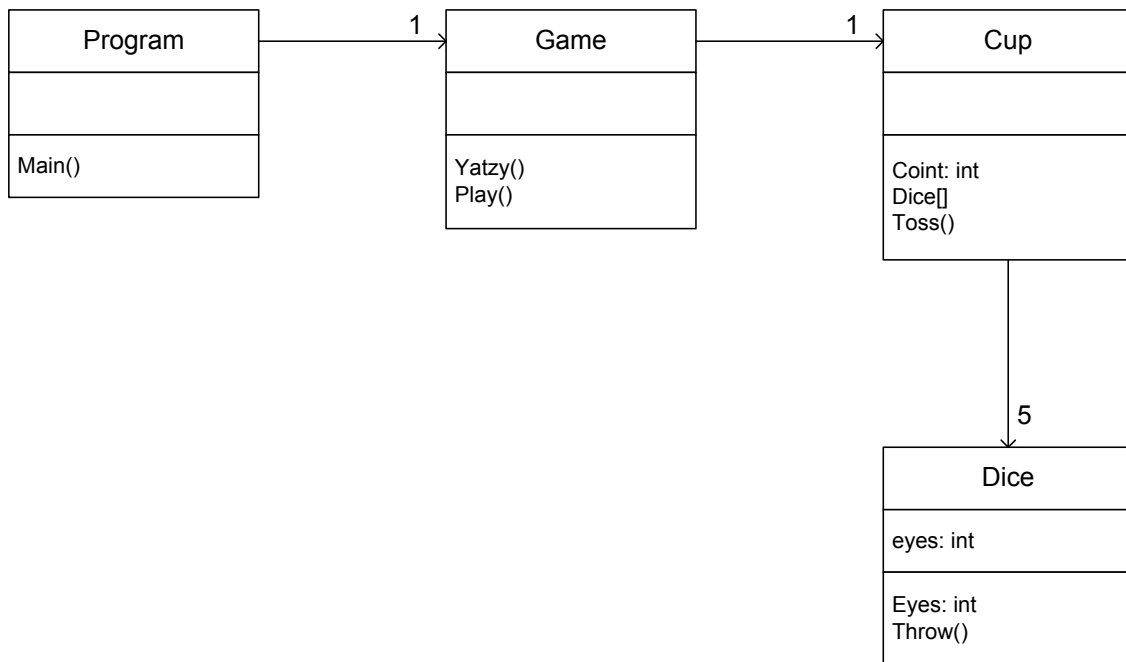 Program
Main()
1
Game
Yatzy()
Play()
1
Cup
Coint: int
Dice[]
Toss()
5
Dice
eyes: int
Eyes: int
Throw()